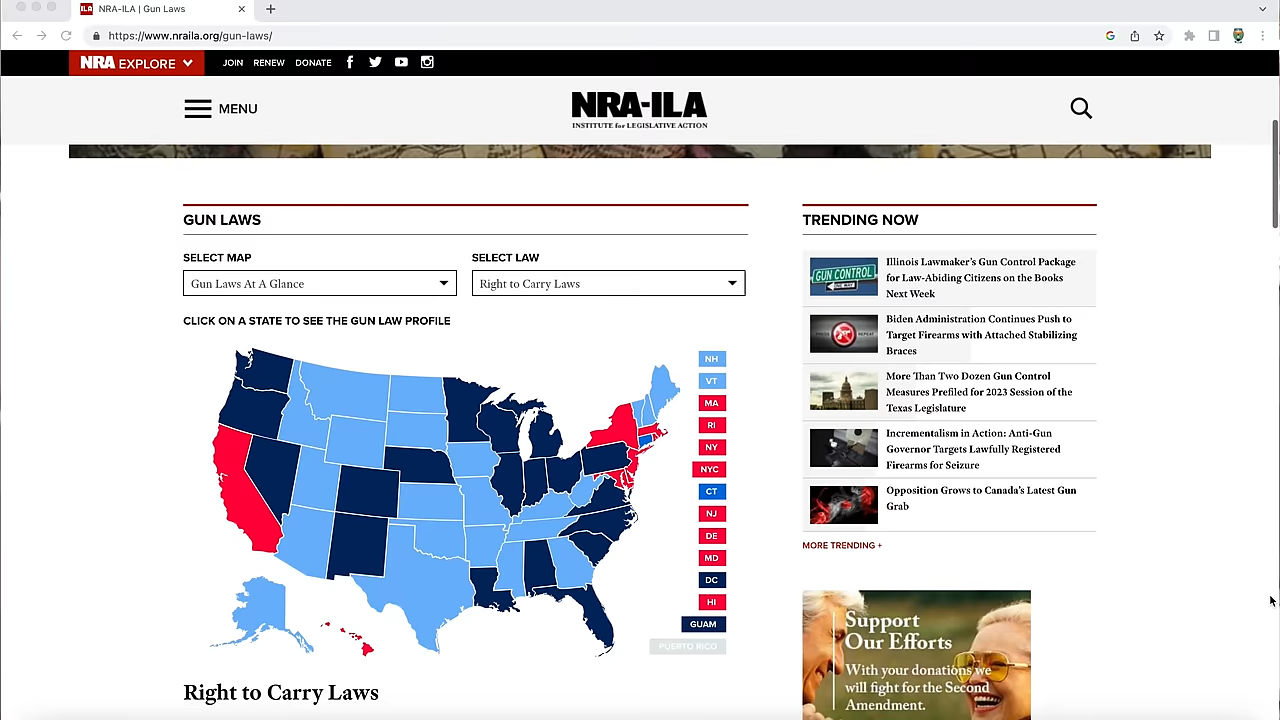 NRA-ILA | Gun Laws
https://www.nraila.org/gun-laws/
NRA EXPLORE
JOIN
RENEW
DONATE
MENU
NRA-ILA
INSTITUTE for LEGISLATIVE ACTION
GUN LAWS
SELECT MAP
SELECT LAW
Gun Laws At A Glance
Right to Carry Laws
CLICK ON A STATE TO SEE THE GUN LAW PROFILE
NH
VT
MA
RI
NY
NYC
CT
NJ
DE
MD
DC
HI
GUAM
PUERTO RICO
Right to Carry Laws
TRENDING NOW
GUN CONTROL
Illinois Lawmaker's Gun Control Package
for Law-Abiding Citizens on the Books
Next Week
Biden Administration Continues Push to
Target Firearms with Attached Stabilizing
Braces
More Than Two Dozen Gun Control
Measures Prefiled for 2023 Session of the
Texas Legislature
Incrementalism in Action: Anti-Gun
Governor Targets Lawfully Registered
Firearms for Seizure
Opposition Grows to Canada's Latest Gun
Grab
MORE TRENDING +
Support
Our Efforts
With your donations we
will fight for the Second
Amendment.